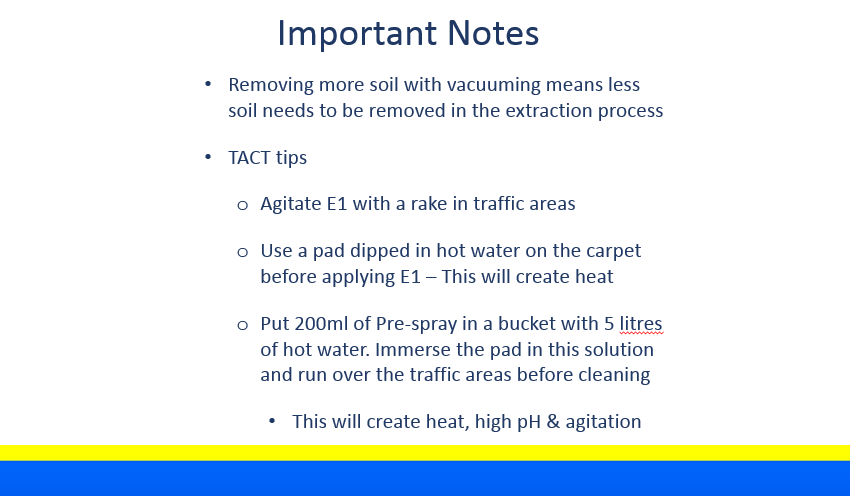 Important Notes
• Removing more soil with vacuuming means less
soil needs to be removed in the extraction process
• TACT tips
o Agitate E1 with a rake in traffic areas
o Use a pad dipped in hot water on the carpet
before applying E1 – This will create heat
o Put 200ml of Pre-spray in a bucket with 5 litres
of hot water. Immerse the pad in this solution
and run over the traffic areas before cleaning
• This will create heat, high pH & agitation